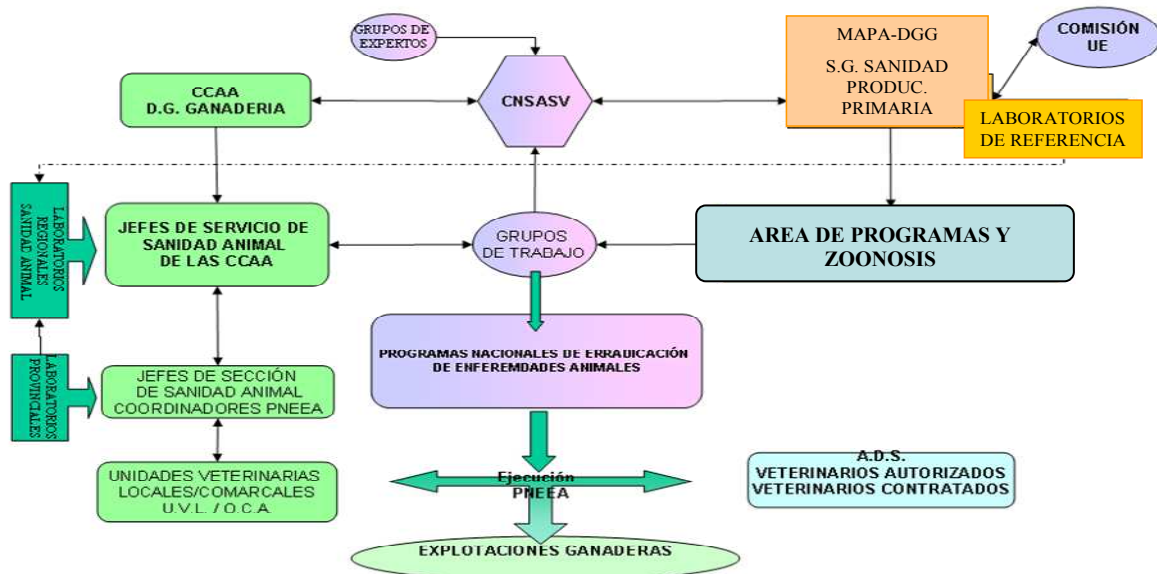 GRUPOS DE
EXPERTOS
MAPA-DGG
S.G. SANIDAD
PRODUC.
PRIMARIA
COMISIÓN
UE
CCAA
D.G. GANADERIA
CNSASV
LABORATORIOS
DE REFERENCIA
LABORATORIOS
REGIONALES
SANIDAD ANIMAL
JEFES DE SERVICIO DE
SANIDAD ANIMAL
DE LAS CCAA
GRUPOS
DE TRABAJO
AREA DE PROGRAMAS Y
ZOONOSIS
PROGRAMAS NACIONALES DE ERRADICACIÓN
DE ENFEREMDADES ANIMALES
LABORATORIOS
PROVINCIALES
JEFES DE SECCIÓN
DE SANIDAD ANIMAL
COORDINADORES PNEEA
UNIDADES VETERINARIAS
LOCALES/COMARCALES
U.V.L. / O.C.A.
Ejecución
PNEEA
A.D.S.
VETERINARIOS AUTORIZADOS
VETERINARIOS CONTRATADOS
EXPLOTACIONES GANADERAS